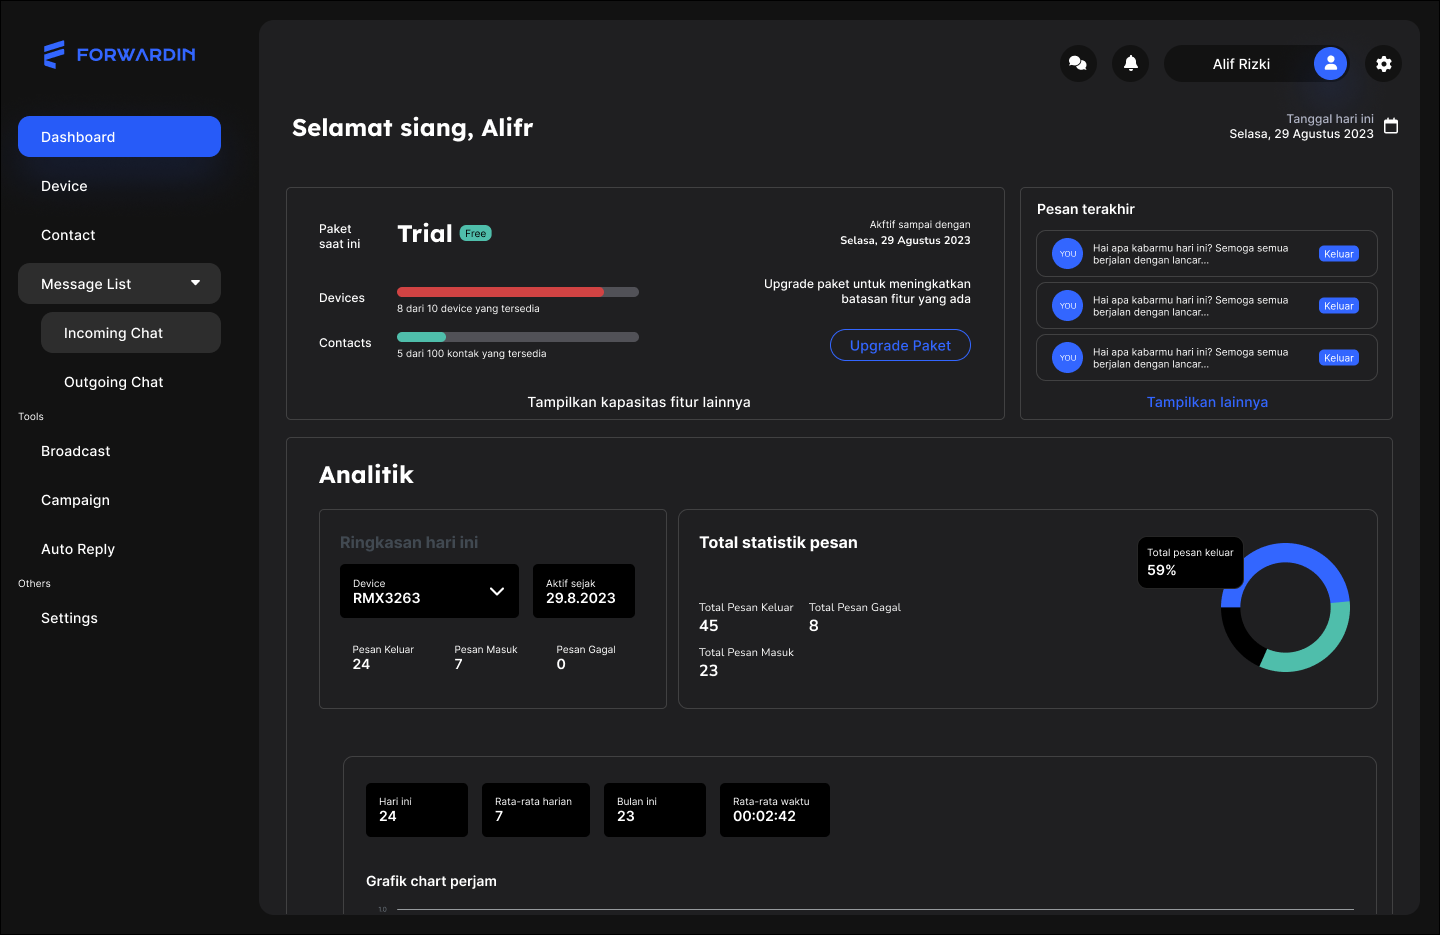 FORWARDIN
Dashboard
Device
Contact
Message List
Incoming Chat
Outgoing Chat
Tools
Broadcast
Campaign
Auto Reply
Others
Settings
Alif Rizki
Selamat siang, Alifr
Tanggal hari ini
Selasa, 29 Agustus 2023
Paket
saat ini
Trial
Free
Akftif sampai dengan
Selasa, 29 Agustus 2023
Devices
8 dari 10 device yang tersedia
Contacts
5 dari 100 kontak yang tersedia
Upgrade paket untuk meningkatkan
batasan fitur yang ada
Upgrade Paket
Tampilkan kapasitas fitur lainnya
Pesan terakhir
YOU
Hai apa kabarmu hari ini? Semoga semua
berjalan dengan lancar...
Keluar
YOU
Hai apa kabarmu hari ini? Semoga semua
berjalan dengan lancar...
Keluar
YOU
Hai apa kabarmu hari ini? Semoga semua
berjalan dengan lancar...
Keluar
Tampilkan lainnya
Analitik
Ringkasan hari ini
Device
RMX3263
Aktif sejak
29.8.2023
Pesan Keluar
24
Pesan Masuk
7
Pesan Gagal
0
Total statistik pesan
Total Pesan Keluar
45
Total Pesan Gagal
8
Total Pesan Masuk
23
Total pesan keluar
59%
Hari ini
24
Rata-rata harian
7
Bulan ini
23
Rata-rata waktu
00:02:42
Grafik chart perjam
1.0